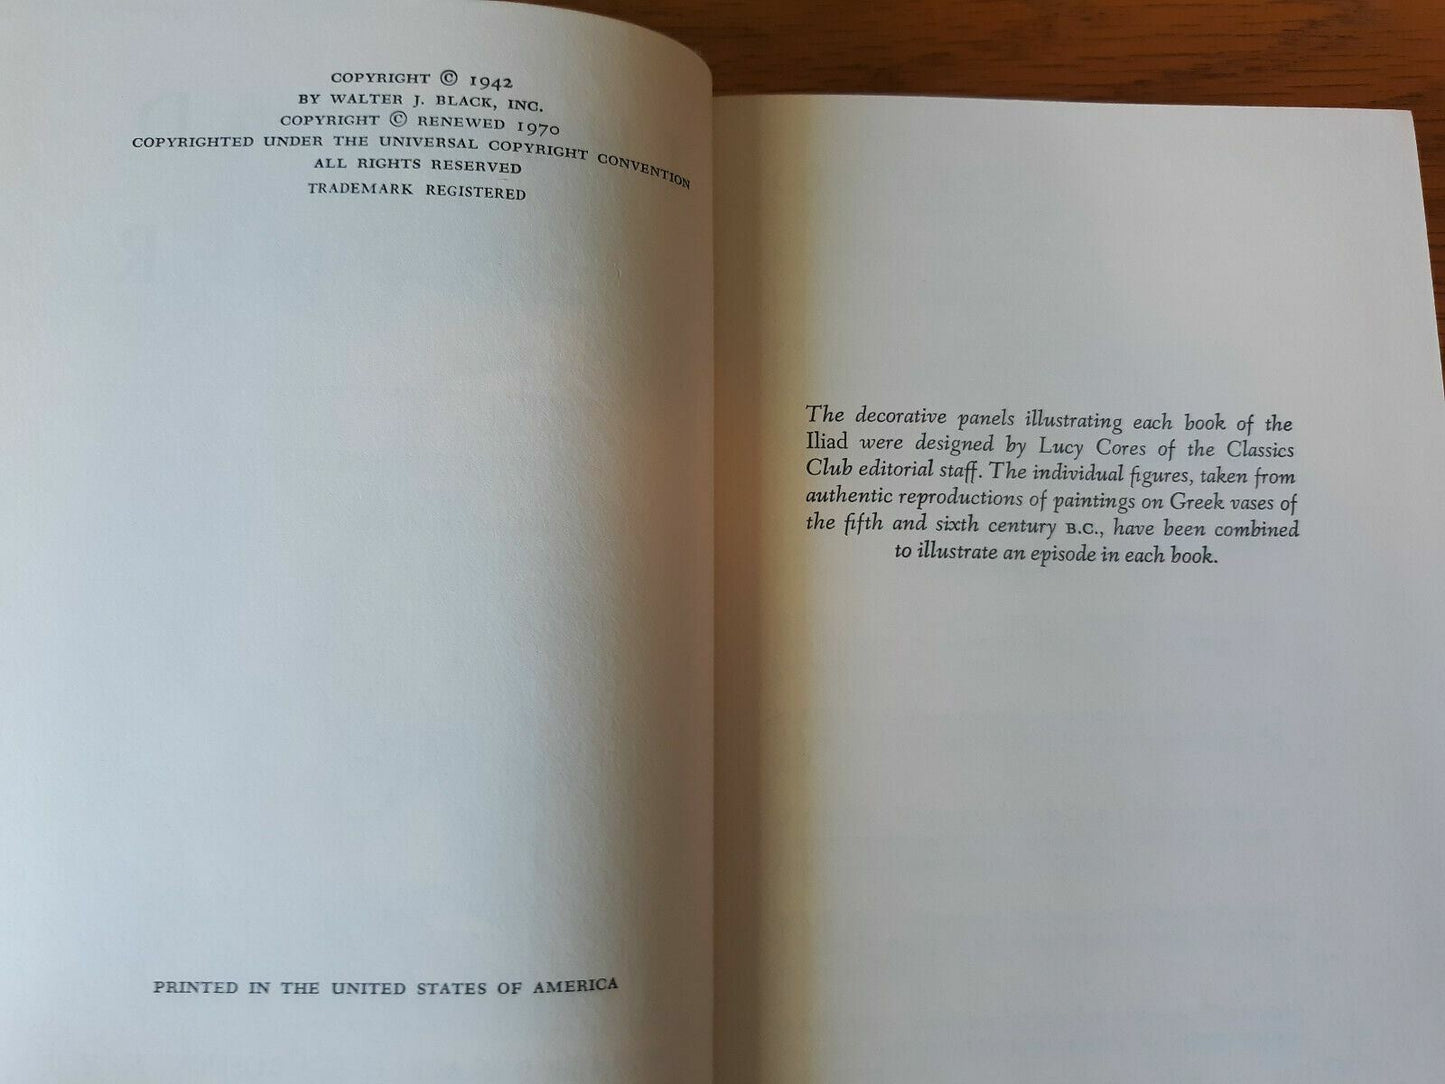 COPYRIGHT © 1942
BY WALTER J. BLACK, INC.
COPYRIGHT © RENEWED 1970
COPYRIGHTED UNDER THE UNIVERSAL COPYRIGHT CONVENTION
ALL RIGHTS RESERVED
TRADEMARK REGISTERED
PRINTED IN THE UNITED STATES OF AMERICA
The decorative panels illustrating each book of the
Iliad were designed by Lucy Cores of the Classics
Club editorial staff. The individual figures, taken from
authentic reproductions of paintings on Greek vases of
the fifth and sixth century B.C., have been combined
to illustrate an episode in each book.